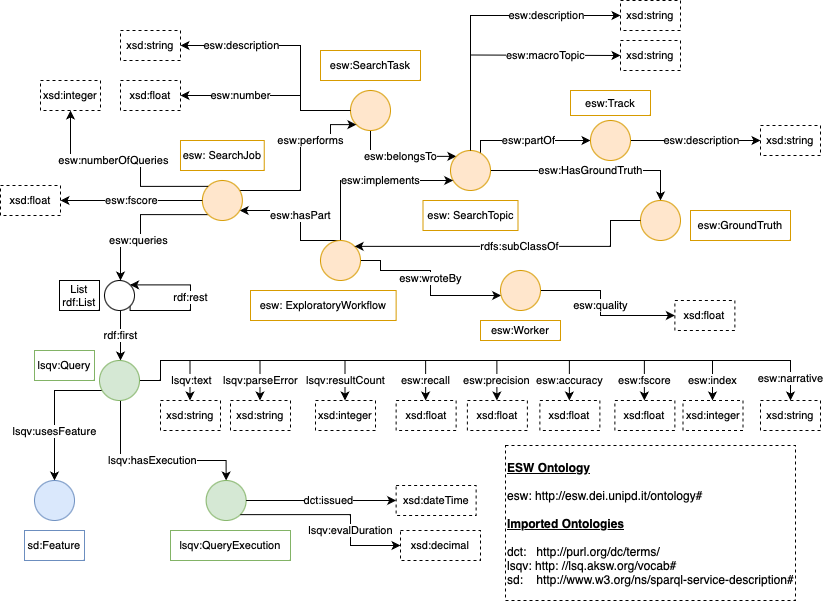 esw:description
xsd:string
xsd:string
esw:description
esw:SearchTask
esw:macroTopic
xsd:string
xsd:integer
xsd:float
esw:number
esw:Track
esw:performs
esw:partOf
esw:description
xsd:string
esw:numberOfQueries
esw: SearchJob
esw:belongsTo
esw:HasGroundTruth
esw:implements
xsd:float
esw:fscore
esw:hasPart
esw: SearchTopic
esw:GroundTruth
esw:queries
rdfs:subClassOf
esw:wroteBy
List
rdf:List
rdf:rest
esw: ExploratoryWorkflow
esw:quality
xsd:float
esw:Worker
rdf:first
lsqv:Query
lsqv:text
lsqv:parseError
lsqv:resultCount
esw:recall
esw:precision
esw:accuracy
esw:fscore
esw:index
esw:narrative
xsd:string
xsd:string
xsd:integer
xsd:float
xsd:float
xsd:float
xsd:float
xsd:integer
xsd:string
lsqv:usesFeature
lsqv:hasExecution
dct:issued
xsd:dateTime
lsqv:evalDuration
sd:Feature
lsqv:QueryExecution
xsd:decimal
ESW Ontology
esw: http://esw.dei.unipd.it/ontology#
Imported Ontologies
dct: http://purl.org/dc/terms/
lsqv: http: //lsq.aksw.org/vocab#
sd: http://www.w3.org/ns/sparql-service-description#